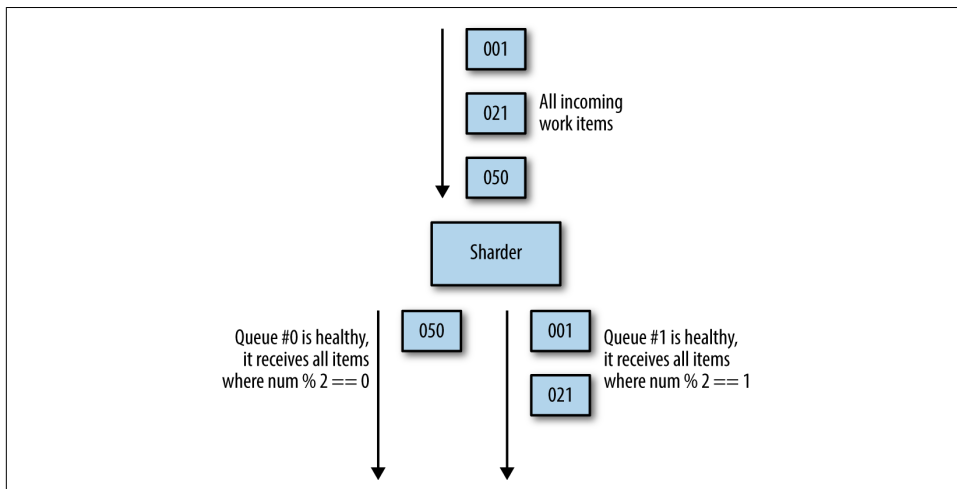 001
021
All incoming
work items
050
Sharder
Queue #0 is healthy,
it receives all items
where num % 2 == 0
050
001
021
Queue #1 is healthy,
it receives all items
where num % 2 == 1